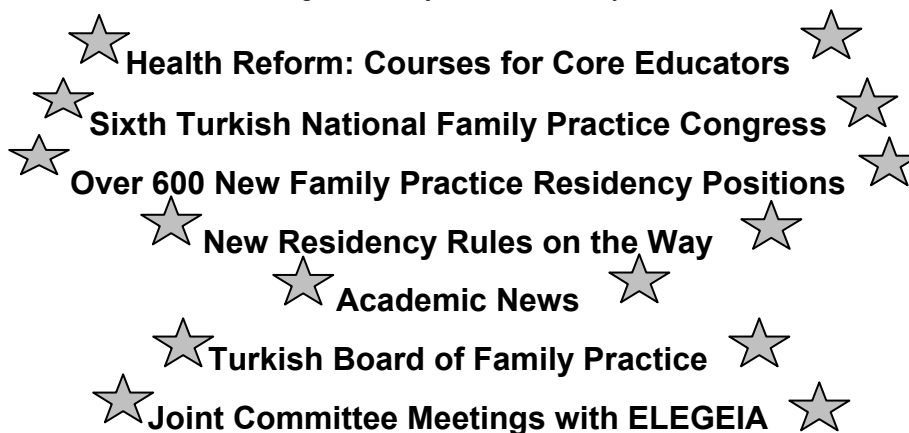 Health Reform: Courses for Core Educators
Sixth Turkish National Family Practice Congress
Over 600 New Family Practice Residency Positions
New Residency Rules on the Way
Academic News
Turkish Board of Family Practice
Joint Committee Meetings with ELEGEIA